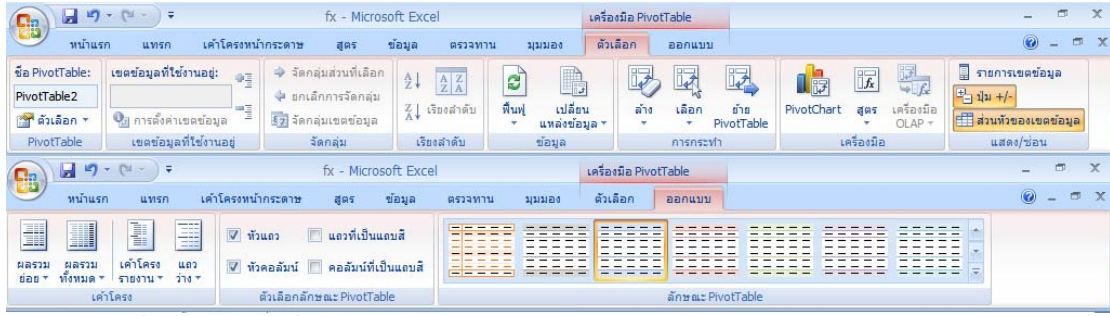 fx - Microsoft Excel เครื่องมือ PivotTable
หน้าแรก แทรก เค้าโครงหน้ากระดาษ สูตร ข้อมูล ตรวจทาน มุมมอง ตัวเลือก ออกแบบ
ชื่อ PivotTable: เขตข้อมูลที่ใช้งานอยู่: จัดกลุ่มส่วนที่เลือก รายการเขตข้อมูล
PivotTable2 ยกเลิกการจัดกลุ่ม เรียงลำดับ ฟื้นฟู เปลี่ยน ล้าง เลือก ย้าย PivotChart สูตร เครื่องมือ ปุ่ม +/-
ตัวเลือก การตั้งค่าเขตข้อมูล จัดกลุ่มเขตข้อมูล แหล่งข้อมูล PivotTable OLAP ส่วนหัวของเขตข้อมูล
PivotTable เขตข้อมูลที่ใช้งานอยู่ จัดกลุ่ม เรียงลำดับ ข้อมูล การกระทำ เครื่องมือ แสดง/ซ่อน
fx - Microsoft Excel เครื่องมือ PivotTable
หน้าแรก แทรก เค้าโครงหน้ากระดาษ สูตร ข้อมูล ตรวจทาน มุมมอง ตัวเลือก ออกแบบ
หัวแถว แถวที่เป็นแถบสี
ผลรวม ผลรวม เค้าโครง แถว หัวคอลัมน์ คอลัมน์ที่เป็นแถบสี
ย่อย ทั้งหมด รายงาน ว่าง
เค้าโครง ตัวเลือกลักษณะ PivotTable ลักษณะ PivotTable